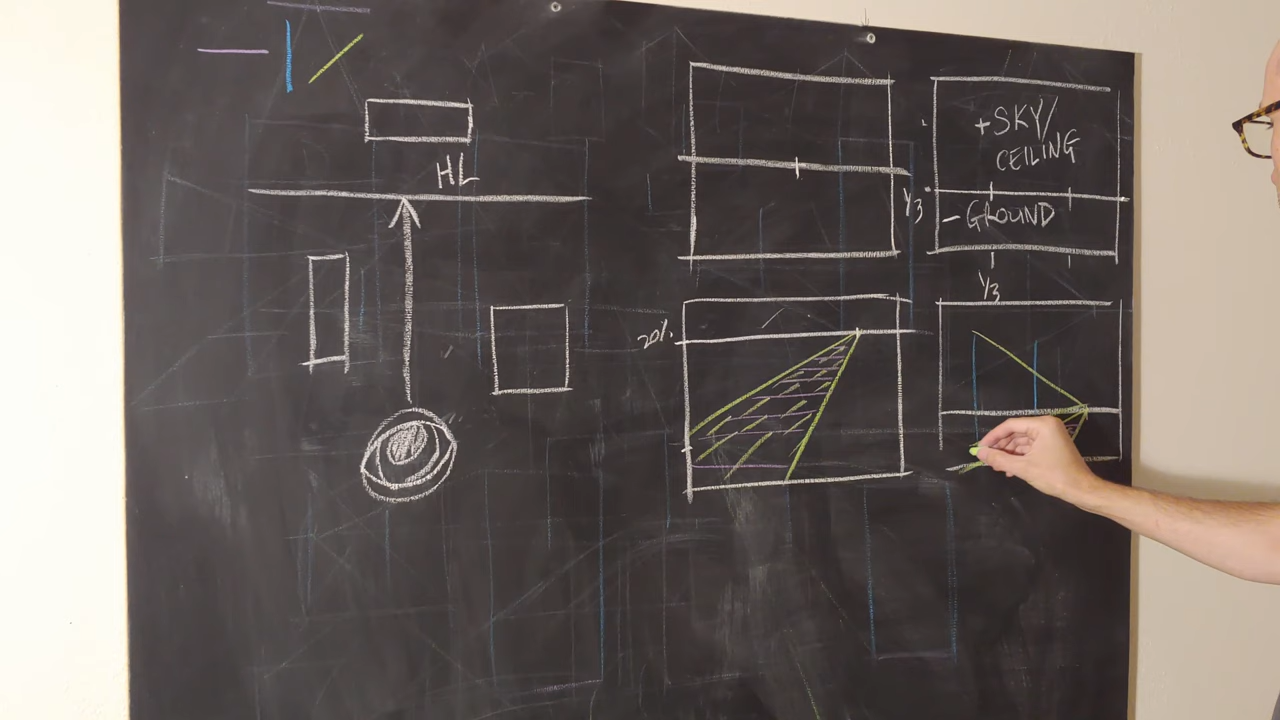 HL
+SKY/
CEILING
1/3
-GROUND
1/3
20%